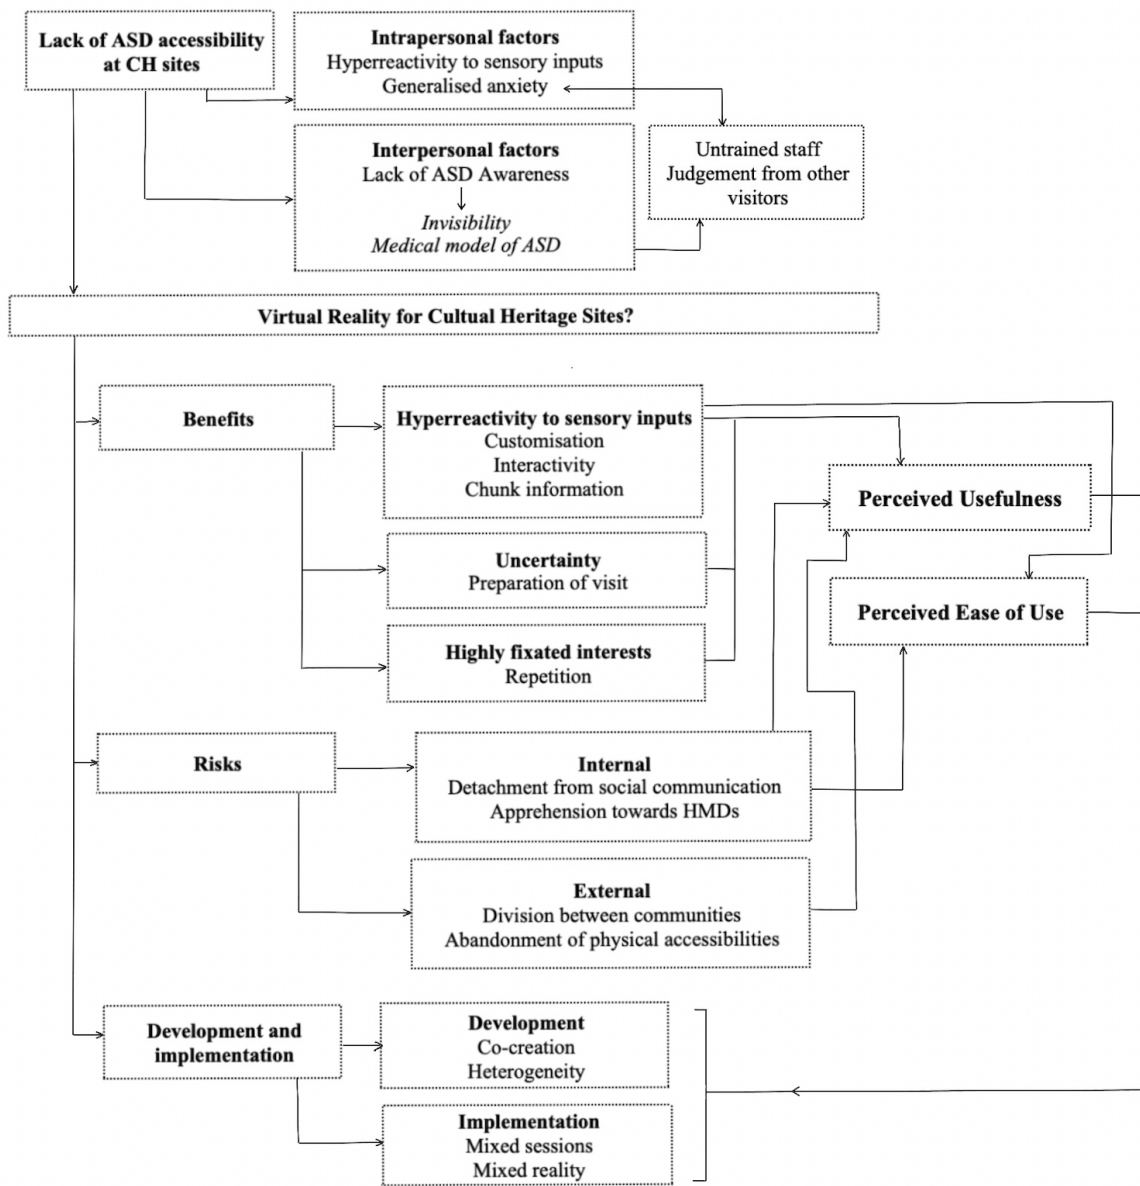 Lack of ASD accessibility
at CH sites
Intrapersonal factors
Hyperreactivity to sensory inputs
Generalised anxiety
Interpersonal factors
Lack of ASD Awareness
Invisibility
Medical model of ASD
Untrained staff
Judgement from other
visitors
Virtual Reality for Cultual Heritage Sites?
Benefits
Hyperreactivity to sensory inputs
Customisation
Interactivity
Chunk information
Uncertainty
Preparation of visit
Highly fixated interests
Repetition
Perceived Usefulness
Perceived Ease of Use
Risks
Internal
Detachment from social communication
Apprehension towards HMDs
External
Division between communities
Abandonment of physical accessibilities
Development and
implementation
Development
Co-creation
Heterogeneity
Implementation
Mixed sessions
Mixed reality